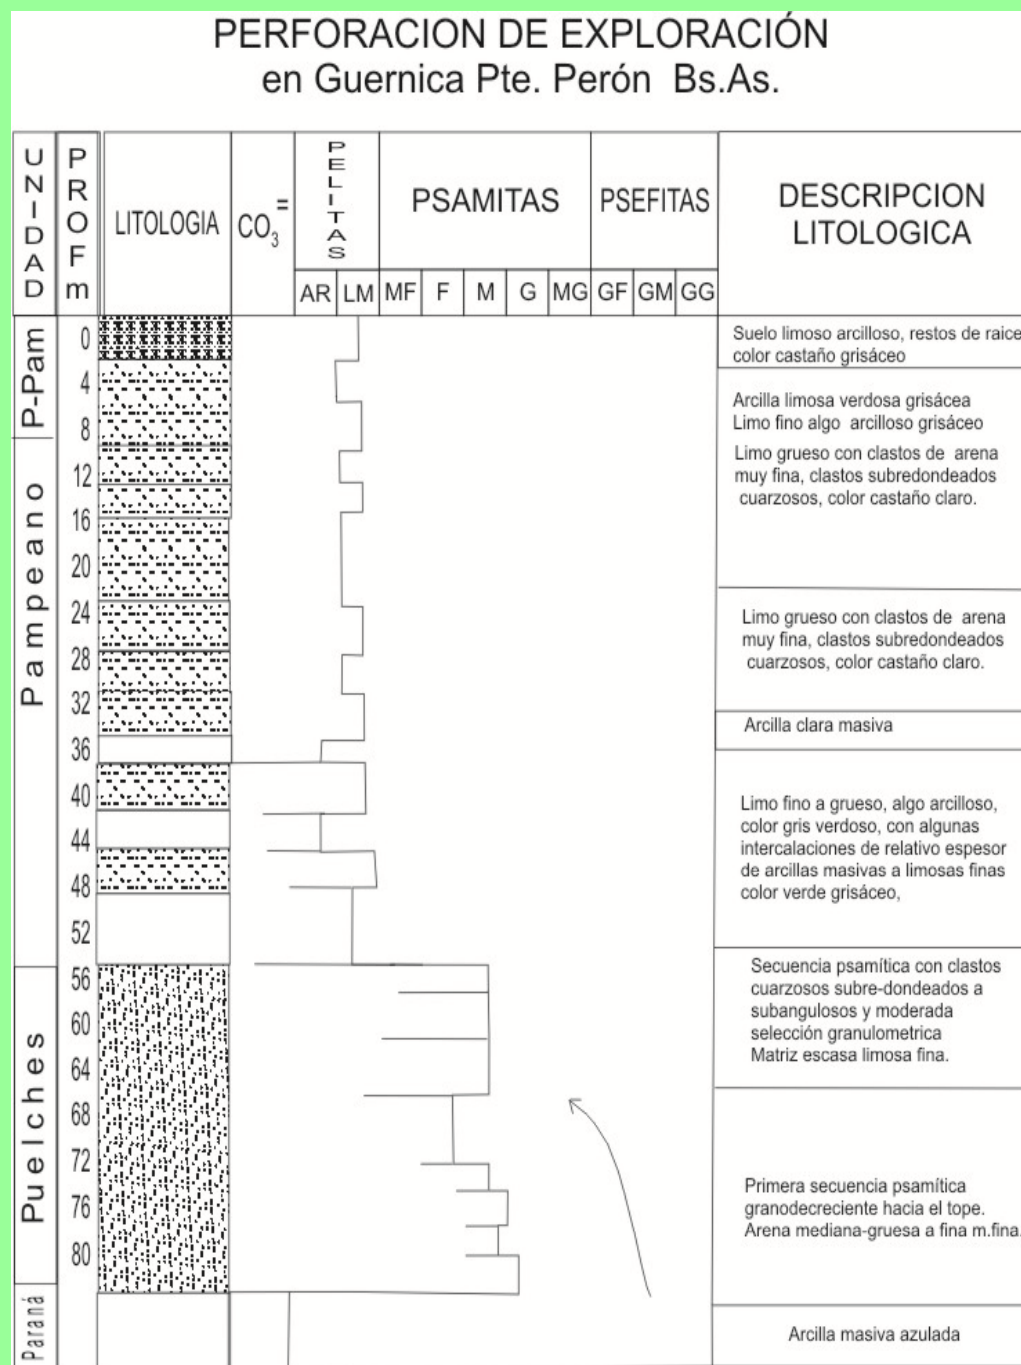 PERFORACION DE EXPLORACIÓN
en Guernica Pte. Perón Bs.As.
UNIDAD
PROF m
LITOLOGIA
CO3=
PELITAS
PSAMITAS
PSEFITAS
DESCRIPCION
LITOLOGICA
AR LM MF F M G MG GF GM GG
P-Pam
Pampeano
Puelches
Paraná
0
4
8
12
16
20
24
28
32
36
40
44
48
52
56
60
64
68
72
76
80
Suelo limoso arcilloso, restos de raice
color castaño grisáceo
Arcilla limosa verdosa grisácea
Limo fino algo arcilloso grisáceo
Limo grueso con clastos de arena
muy fina, clastos subredondeados
cuarzosos, color castaño claro.
Limo grueso con clastos de arena
muy fina, clastos subredondeados
cuarzosos, color castaño claro.
Arcilla clara masiva
Limo fino a grueso, algo arcilloso,
color gris verdoso, con algunas
intercalaciones de relativo espesor
de arcillas masivas a limosas finas
color verde grisáceo,
Secuencia psamítica con clastos
cuarzosos subre-dondeados a
subangulosos y moderada
selección granulometrica
Matriz escasa limosa fina.
Primera secuencia psamítica
granodecreciente hacia el tope.
Arena mediana-gruesa a fina m.fina.
Arcilla masiva azulada